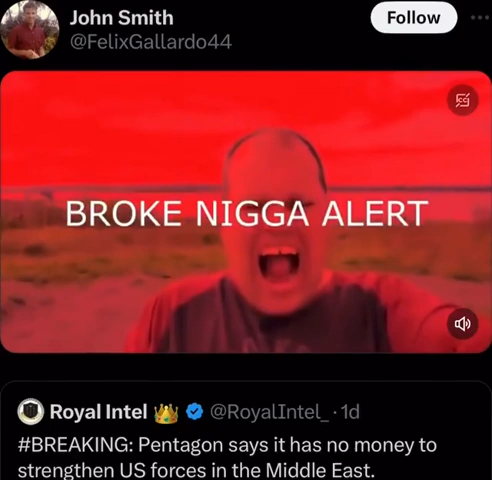 John Smith
@FelixGallardo44
Follow
BROKE NIGGA ALERT
Royal Intel 👑 @RoyalIntel_ · 1d
#BREAKING: Pentagon says it has no money to
strengthen US forces in the Middle East.